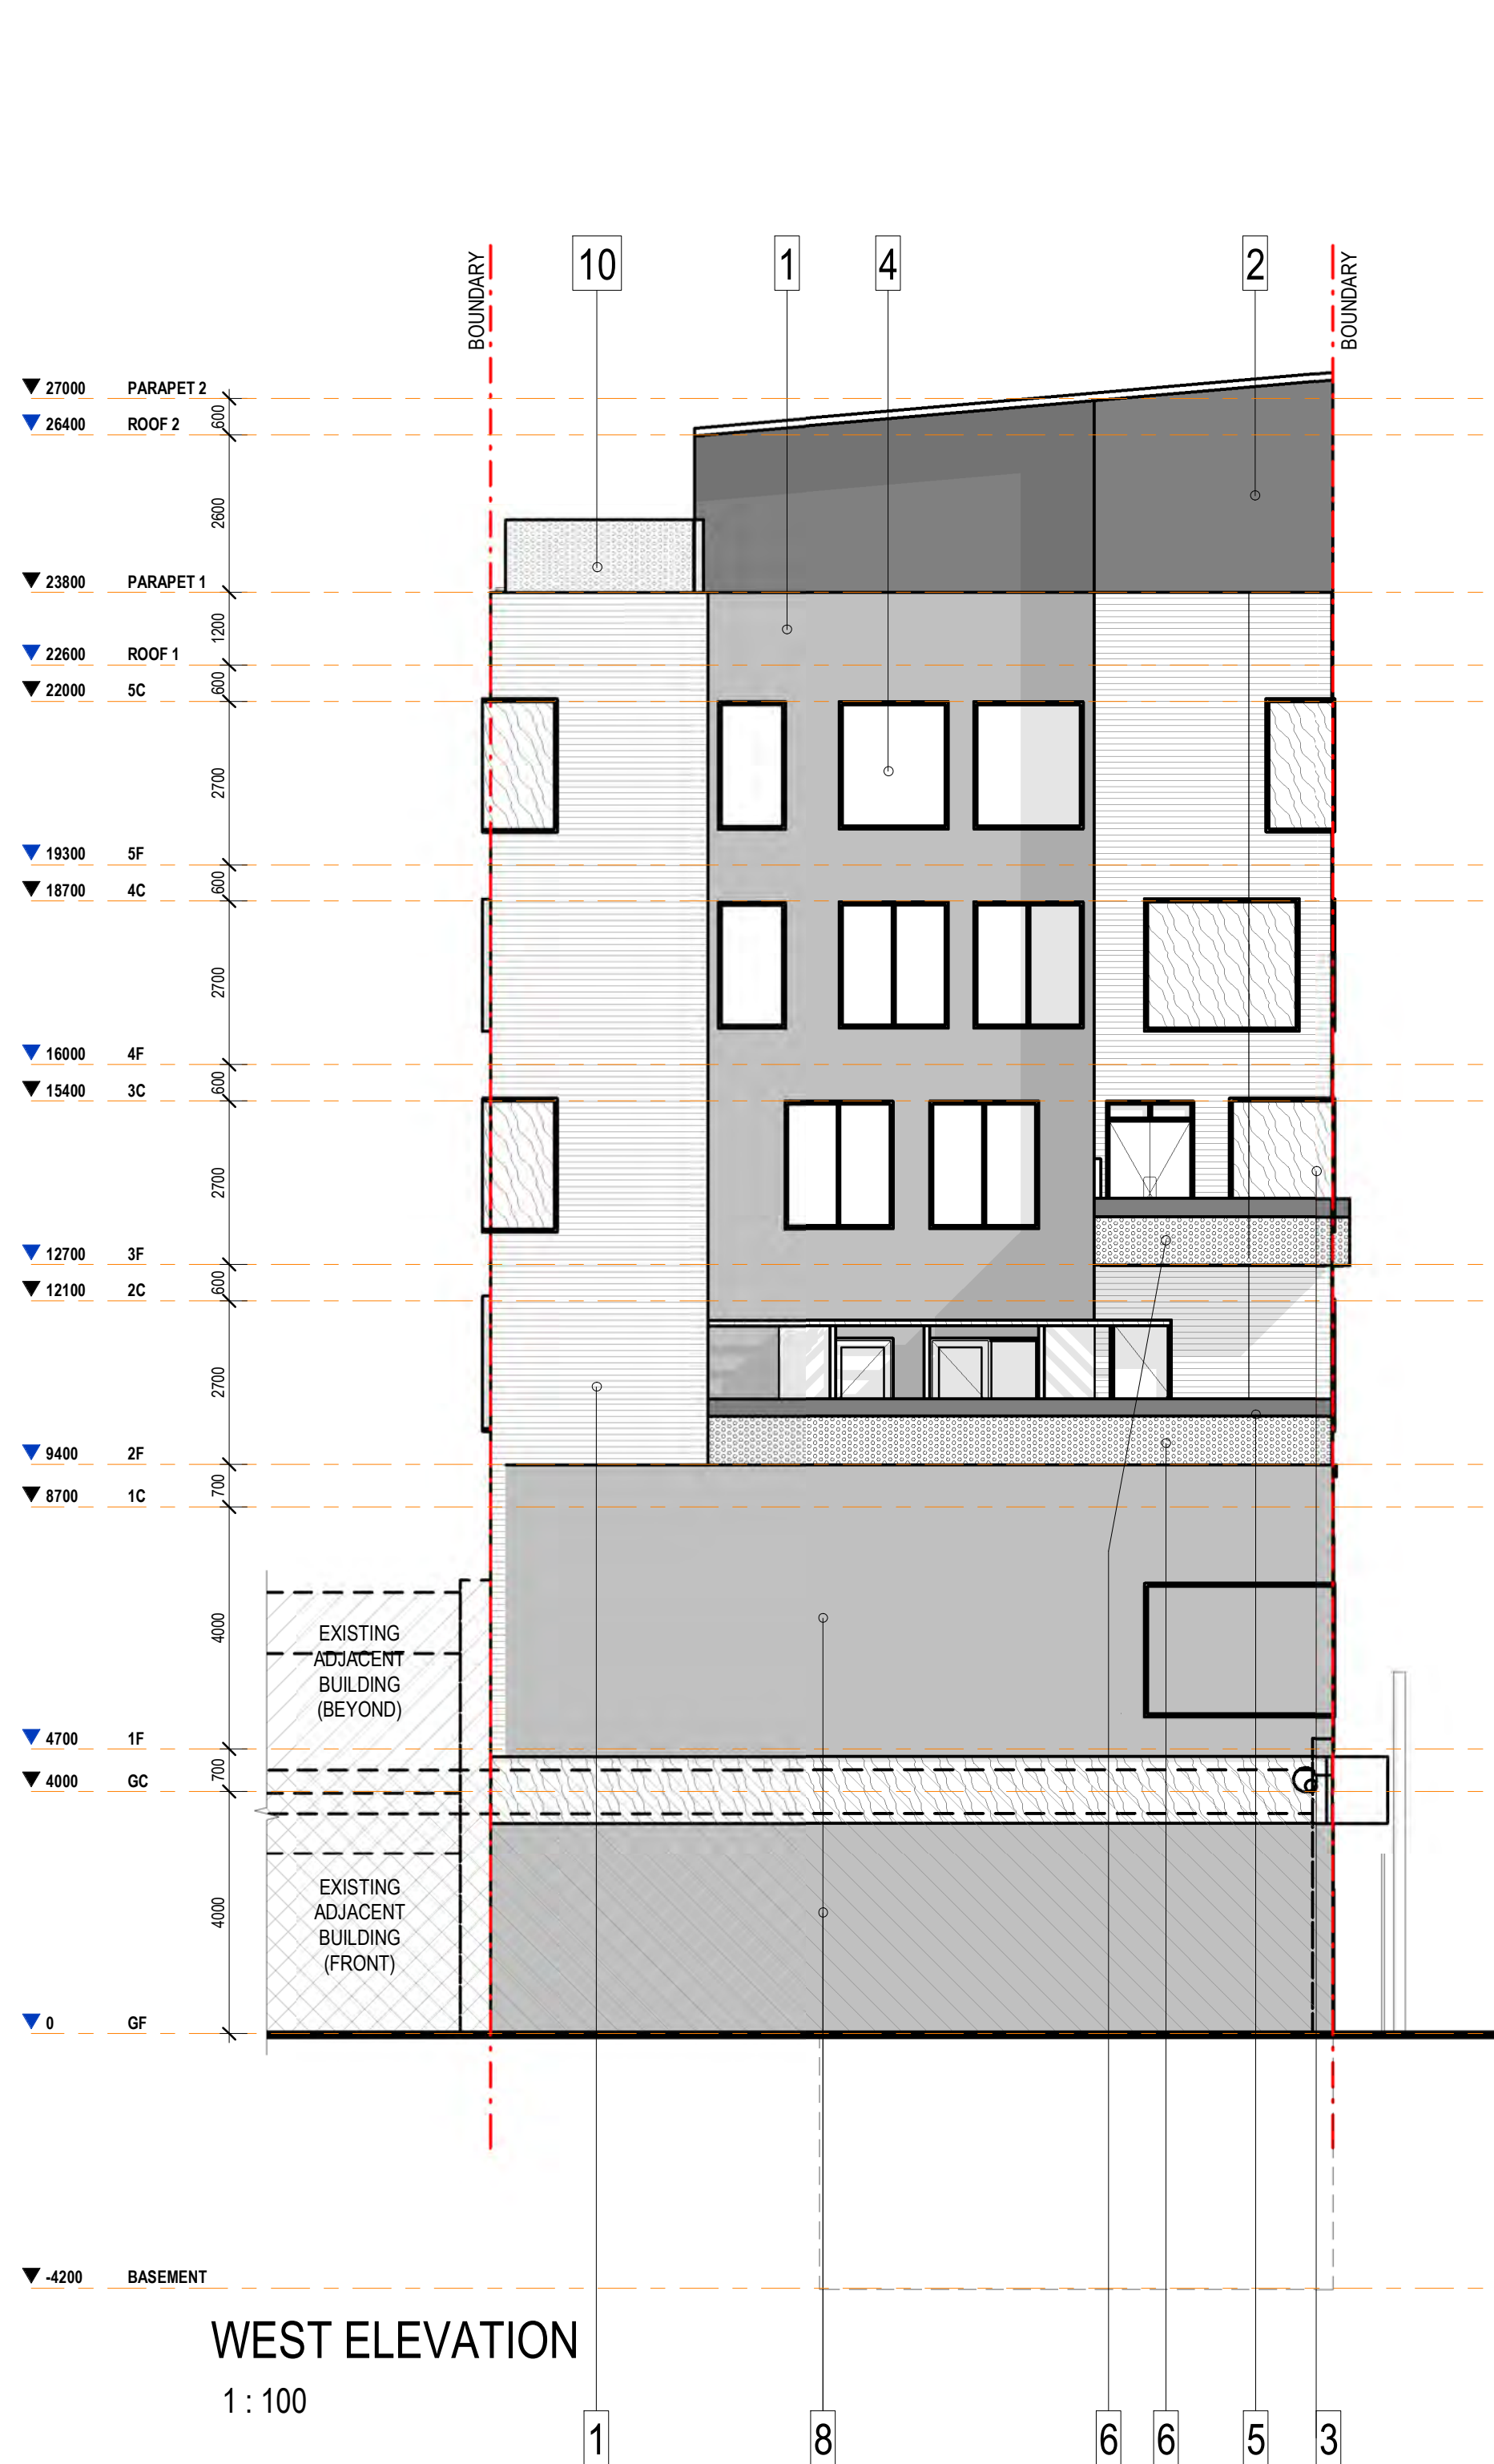 BOUNDARY
10
1
4
2
BOUNDARY
27000 PARAPET 2
600
26400 ROOF 2
2600
23800 PARAPET 1
1200
22600 ROOF 1
600
22000 5C
2700
19300 5F
600
18700 4C
2700
16000 4F
600
15400 3C
2700
12700 3F
600
12100 2C
2700
9400 2F
700
8700 1C
4000
EXISTING
ADJACENT
BUILDING
(BEYOND)
4700 1F
700
4000 GC
4000
EXISTING
ADJACENT
BUILDING
(FRONT)
0 GF
-4200 BASEMENT
WEST ELEVATION
1 : 100
1
8
6
6
5
3